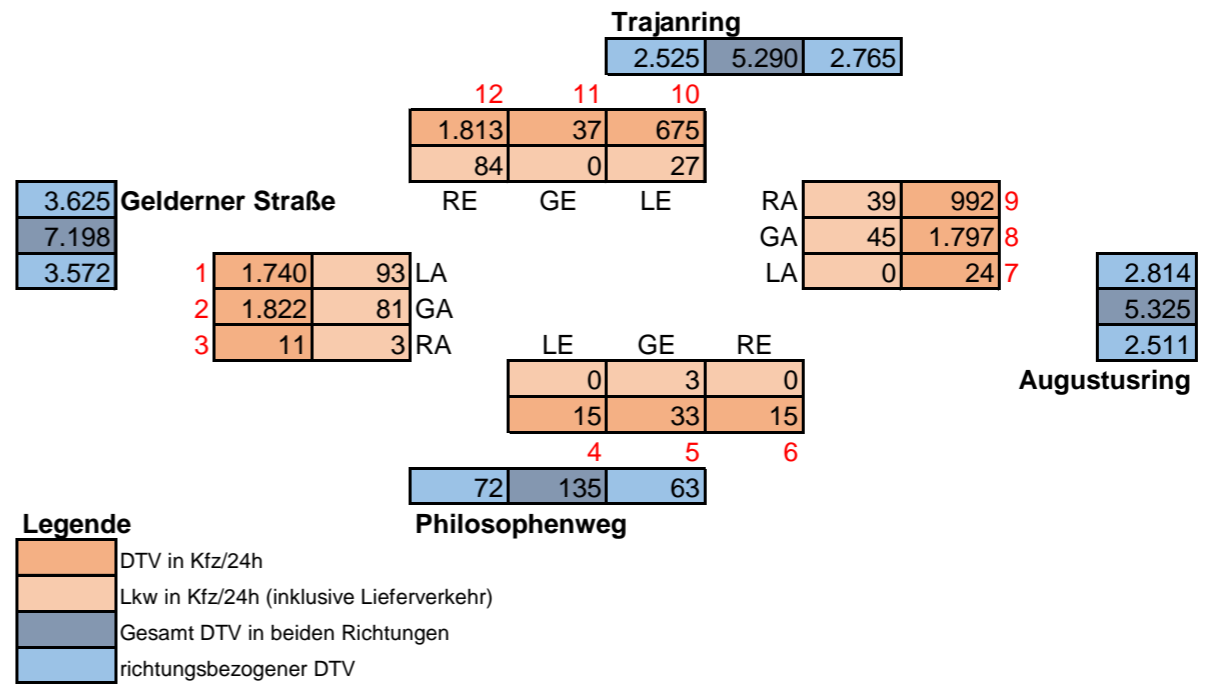 Trajanring
2.525 5.290 2.765
12 11 10
1.813 37 675
84 0 27
3.625 Gelderner Straße RE GE LE RA 39 992 9
7.198 GA 45 1.797 8
3.572 1 1.740 93 LA LA 0 24 7 2.814
2 1.822 81 GA 5.325
3 11 3 RA LE GE RE 2.511
0 3 0 Augustusring
15 33 15
4 5 6
72 135 63
Legende Philosophenweg
DTV in Kfz/24h
Lkw in Kfz/24h (inklusive Lieferverkehr)
Gesamt DTV in beiden Richtungen
richtungsbezogener DTV